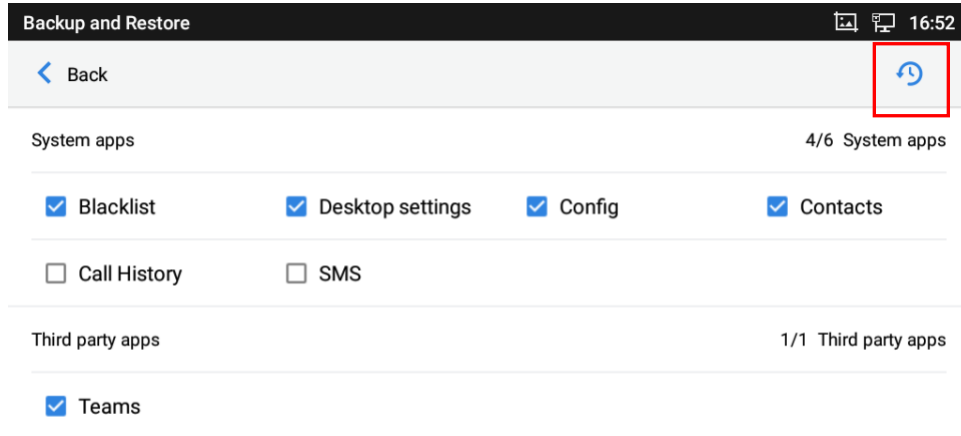 Backup and Restore 16:52
Back
System apps 4/6 System apps
Blacklist Desktop settings Config Contacts
Call History SMS
Third party apps 1/1 Third party apps
Teams